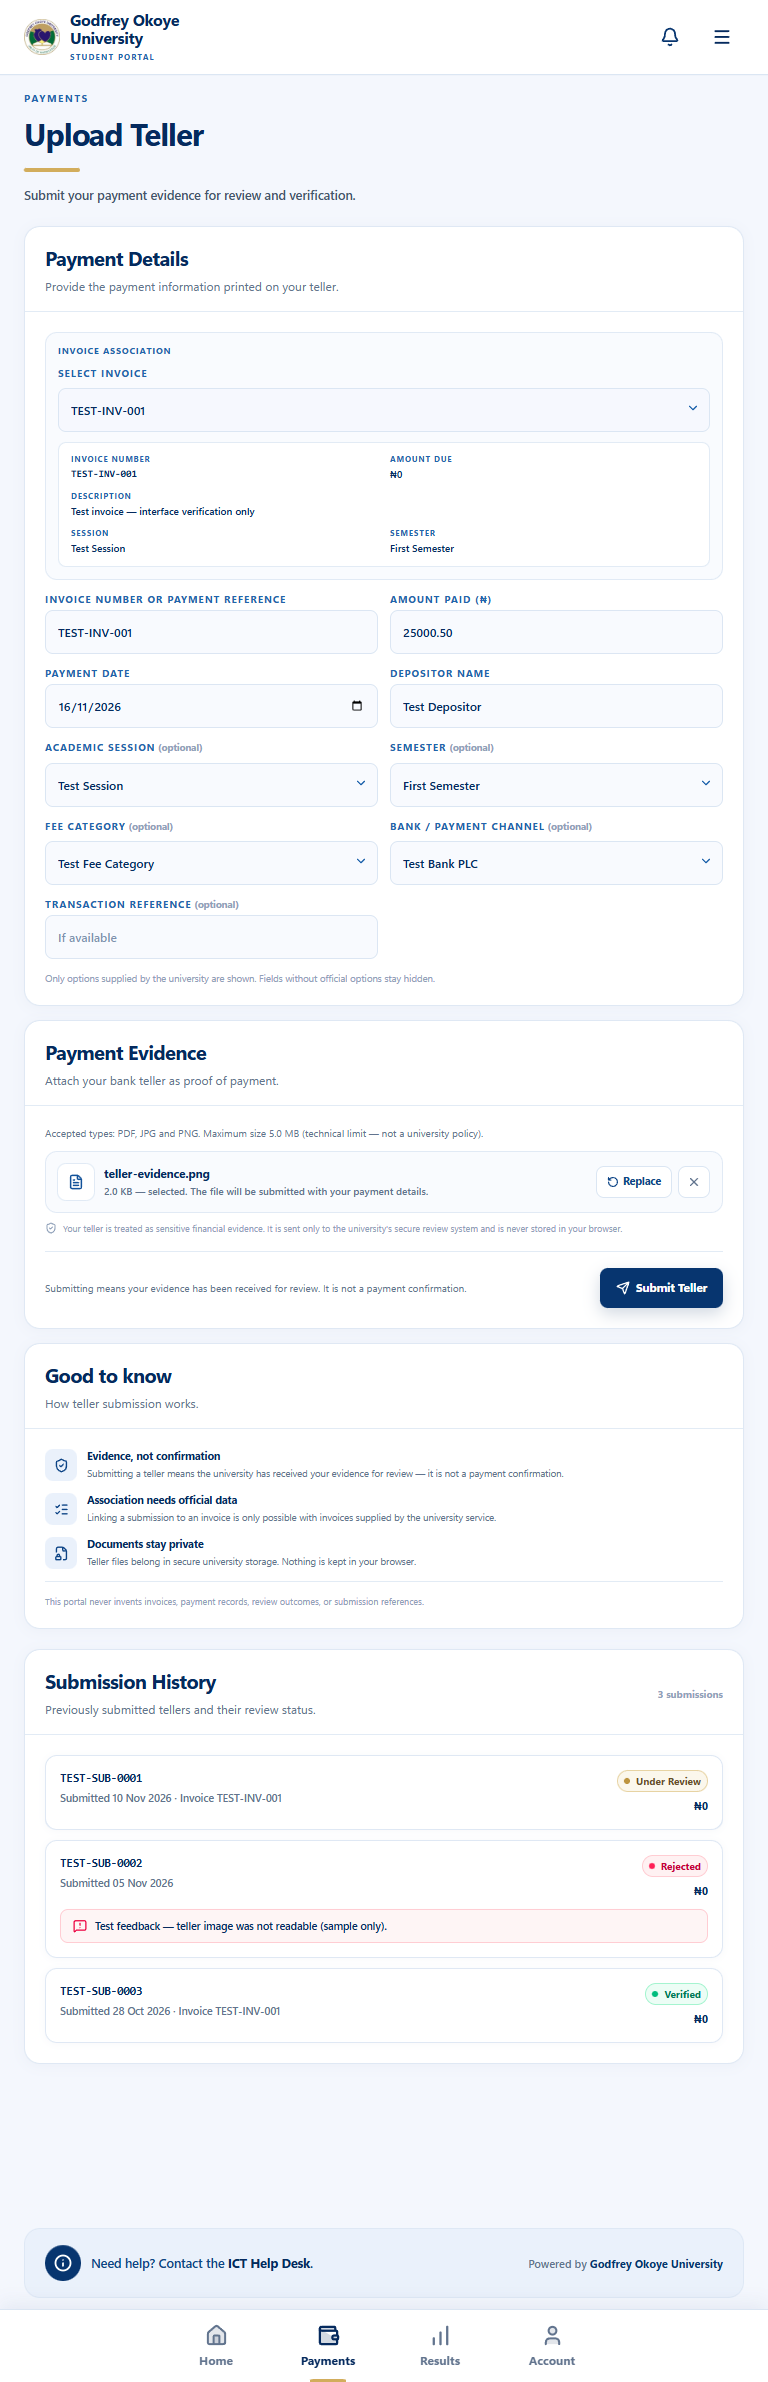 Godfrey Okoye
University
STUDENT PORTAL
PAYMENTS
Upload Teller
Submit your payment evidence for review and verification.
Payment Details
Provide the payment information printed on your teller.
INVOICE ASSOCIATION
SELECT INVOICE
TEST-INV-001
INVOICE NUMBER AMOUNT DUE
TEST-INV-001 ₦0
DESCRIPTION
Test invoice — interface verification only
SESSION SEMESTER
Test Session First Semester
INVOICE NUMBER OR PAYMENT REFERENCE AMOUNT PAID (₦)
TEST-INV-001 25000.50
PAYMENT DATE DEPOSITOR NAME
16/11/2026 Test Depositor
ACADEMIC SESSION (optional) SEMESTER (optional)
Test Session First Semester
FEE CATEGORY (optional) BANK / PAYMENT CHANNEL (optional)
Test Fee Category Test Bank PLC
TRANSACTION REFERENCE (optional)
If available
Only options supplied by the university are shown. Fields without official options stay hidden.
Payment Evidence
Attach your bank teller as proof of payment.
Accepted types: PDF, JPG and PNG. Maximum size 5.0 MB (technical limit — not a university policy).
teller-evidence.png
2.0 KB — selected. The file will be submitted with your payment details.
Replace
Your teller is treated as sensitive financial evidence. It is sent only to the university's secure review system and is never stored in your browser.
Submitting means your evidence has been received for review. It is not a payment confirmation.
Submit Teller
Good to know
How teller submission works.
Evidence, not confirmation
Submitting a teller means the university has received your evidence for review — it is not a payment confirmation.
Association needs official data
Linking a submission to an invoice is only possible with invoices supplied by the university service.
Documents stay private
Teller files belong in secure university storage. Nothing is kept in your browser.
This portal never invents invoices, payment records, review outcomes, or submission references.
Submission History
Previously submitted tellers and their review status.
3 submissions
TEST-SUB-0001 Under Review
Submitted 10 Nov 2026 · Invoice TEST-INV-001 ₦0
TEST-SUB-0002 Rejected
Submitted 05 Nov 2026 ₦0
Test feedback — teller image was not readable (sample only).
TEST-SUB-0003 Verified
Submitted 28 Oct 2026 · Invoice TEST-INV-001 ₦0
Need help? Contact the ICT Help Desk. Powered by Godfrey Okoye University
Home Payments Results Account